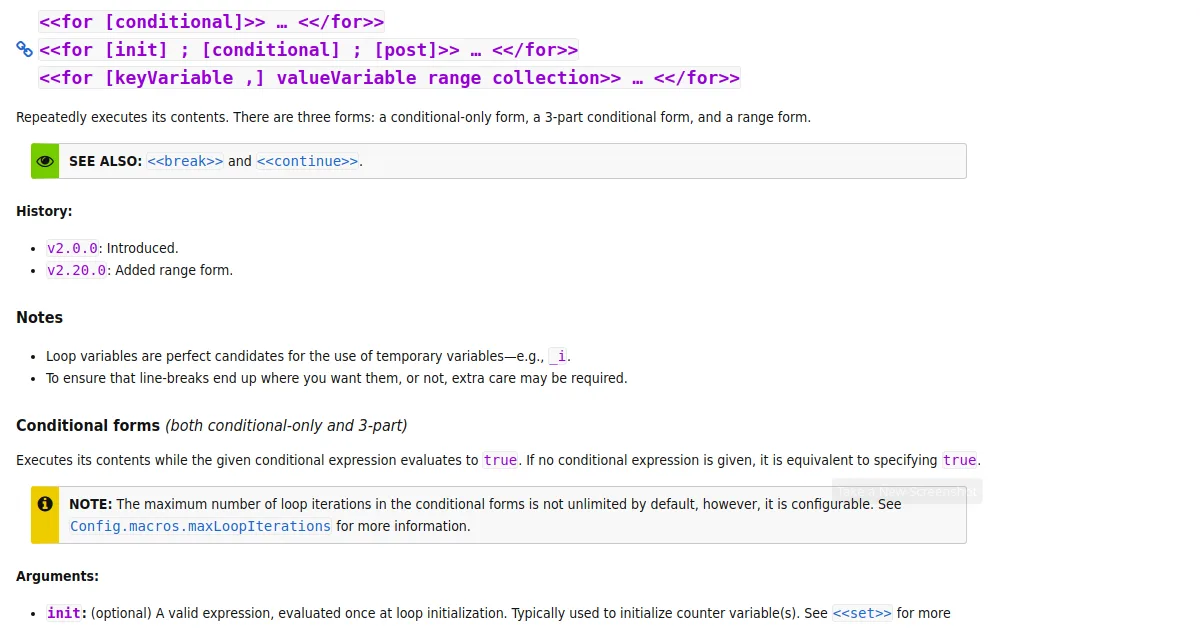 <<for [conditional]>> … <</for>>
<<for [init] ; [conditional] ; [post]>> … <</for>>
<<for [keyVariable ,] valueVariable range collection>> … <</for>>
Repeatedly executes its contents. There are three forms: a conditional-only form, a 3-part conditional form, and a range form.
SEE ALSO: <<break>> and <<continue>>.
History:
• v2.0.0: Introduced.
• v2.20.0: Added range form.
Notes
• Loop variables are perfect candidates for the use of temporary variables—e.g., _i.
• To ensure that line-breaks end up where you want them, or not, extra care may be required.
Conditional forms (both conditional-only and 3-part)
Executes its contents while the given conditional expression evaluates to true. If no conditional expression is given, it is equivalent to specifying true.
Take a New Screenshot
NOTE: The maximum number of loop iterations in the conditional forms is not unlimited by default, however, it is configurable. See
Config.macros.maxLoopIterations for more information.
Arguments:
• init: (optional) A valid expression, evaluated once at loop initialization. Typically used to initialize counter variable(s). See <<set>> for more